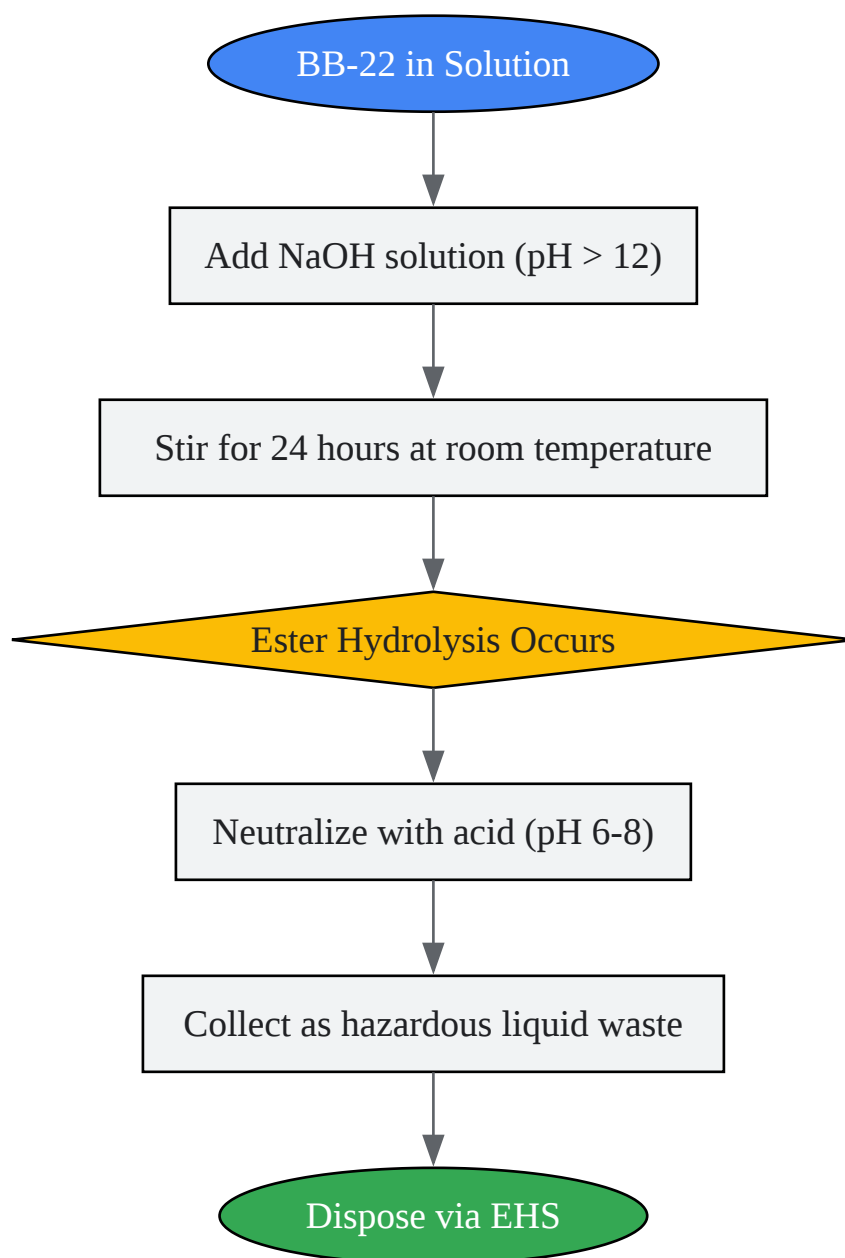 BB-22 in Solution
Add NaOH solution (pH > 12)
Stir for 24 hours at room temperature
Ester Hydrolysis Occurs
Neutralize with acid (pH 6-8)
Collect as hazardous liquid waste
Dispose via EHS